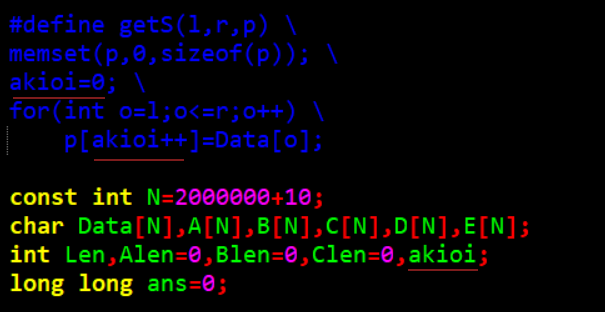 #define getS(l,r,p) \
memset(p,0,sizeof(p)); \
akioi=0; \
for(int o=l;o<=r;o++) \
p[akioi++]=Data[o];
const int N=2000000+10;
char Data[N],A[N],B[N],C[N],D[N],E[N];
int Len,Alen=0,Blen=0,Clen=0,akioi;
long long ans=0;